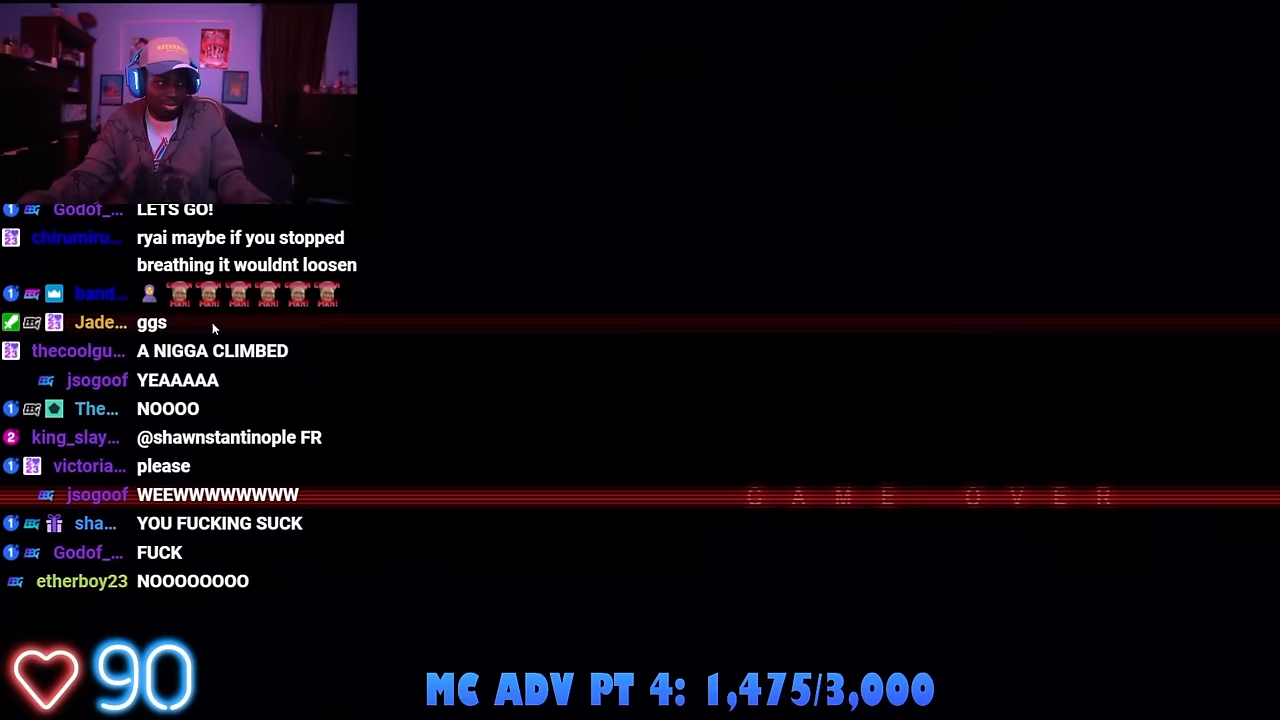 Godof_... LETS GO!
chirumiru... ryai maybe if you stopped
breathing it wouldnt loosen
band...
Jade... ggs
thecoolgu... A NIGGA CLIMBED
jsogoof YEAAAAA
The... NOOOO
king_slay... @shawnstantinople FR
victoria... please
jsogoof WEEWWWWWWWW
GAME OVER
sha... YOU FUCKING SUCK
Godof_... FUCK
etherboy23 NOOOOOOOO
90
MC ADV PT 4: 1,475/3,000